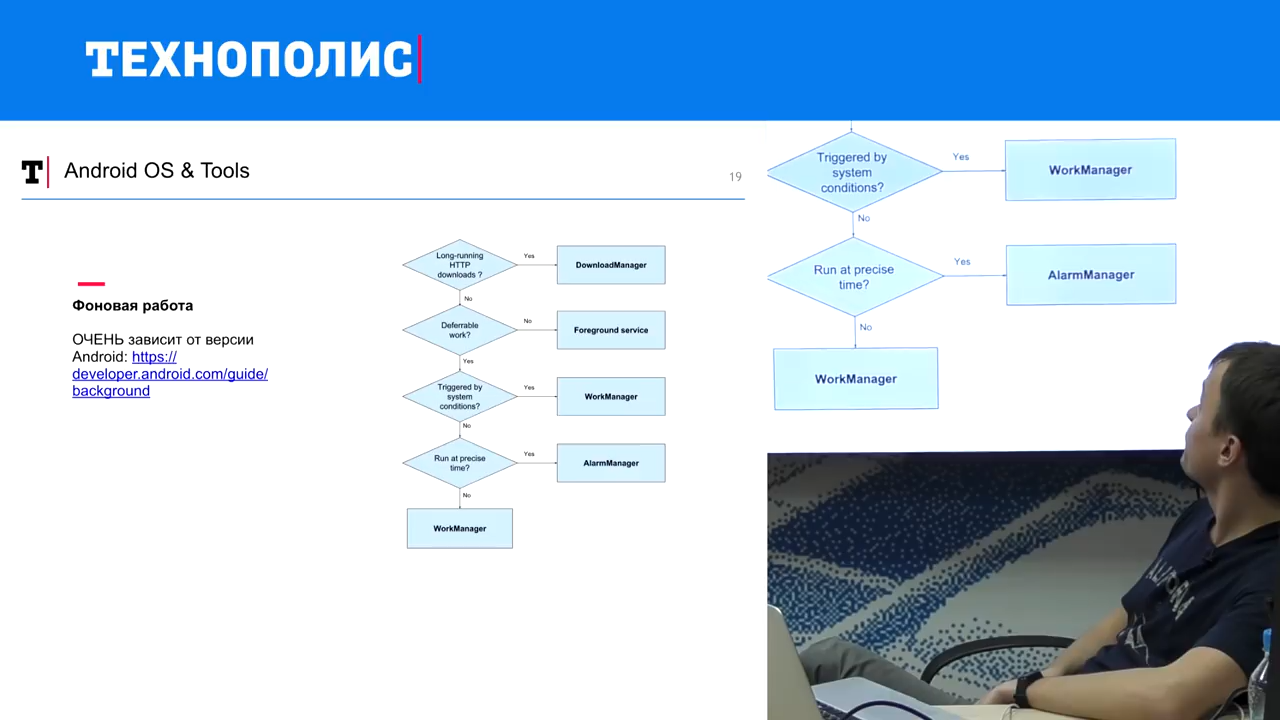 ТЕХНОПОЛИС
T
Android OS & Tools
19
Фоновая работа
ОЧЕНЬ зависит от версии
Android: https://
developer.android.com/guide/
background
Long-running
HTTP
downloads ?
Yes
DownloadManager
No
Deferrable
work?
No
Foreground service
Yes
Triggered by
system
conditions?
Yes
WorkManager
No
Run at precise
time?
Yes
AlarmManager
No
WorkManager
Triggered by
system
conditions?
Yes
WorkManager
No
Run at precise
time?
Yes
AlarmManager
No
WorkManager